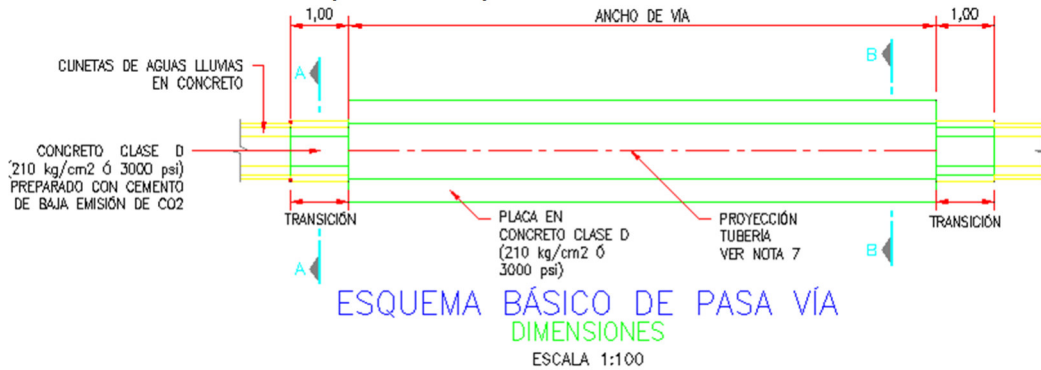 1,00
ANCHO DE VÍA
1,00
CUNETAS DE AGUAS LLUVIAS
EN CONCRETO
A
B
CONCRETO CLASE D
(210 kg/cm2 Ó 3000 psi)
PREPARADO CON CEMENTO
DE BAJA EMISIÓN DE CO2
TRANSICIÓN
PLACA EN
CONCRETO CLASE D
(210 kg/cm2 Ó
3000 psi)
PROYECCIÓN
TUBERIA
VER NOTA 7
TRANSICIÓN
A
B
ESQUEMA BÁSICO DE PASA VÍA
DIMENSIONES
ESCALA 1:100